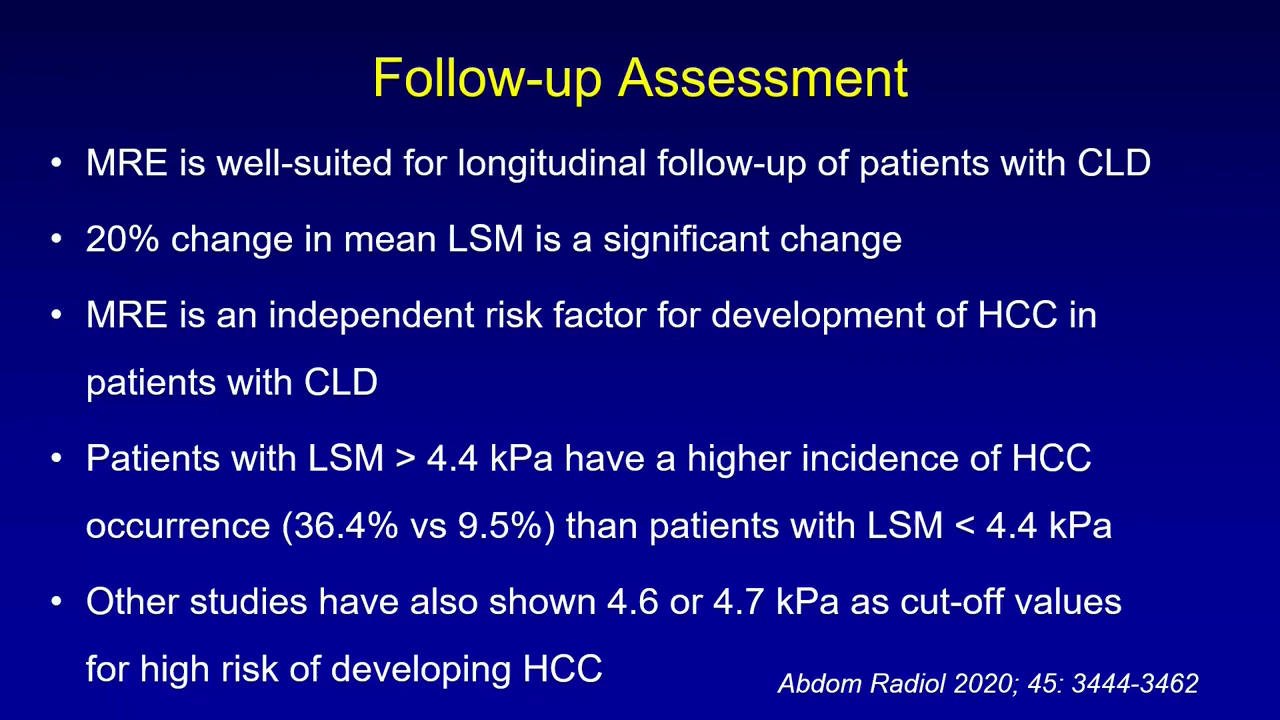 Follow-up Assessment
• MRE is well-suited for longitudinal follow-up of patients with CLD
• 20% change in mean LSM is a significant change
• MRE is an independent risk factor for development of HCC in
patients with CLD
• Patients with LSM > 4.4 kPa have a higher incidence of HCC
occurrence (36.4% vs 9.5%) than patients with LSM < 4.4 kPa
• Other studies have also shown 4.6 or 4.7 kPa as cut-off values
for high risk of developing HCC
Abdom Radiol 2020; 45: 3444-3462